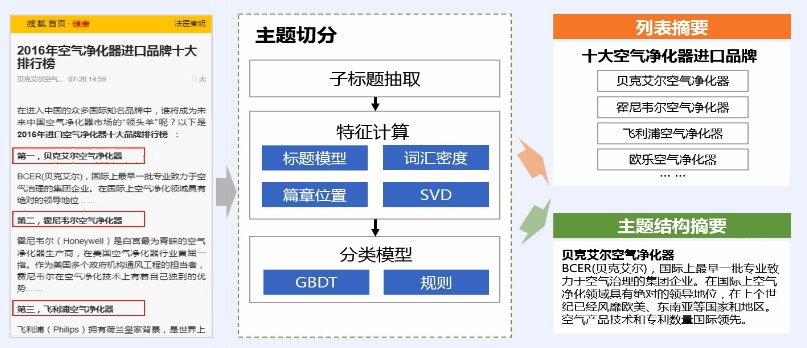 搜狐 首页·健康 法医秦明
2016年空气净化器进口品牌十大
排行榜
贝克艾尔空气... 07-26 14:59
大
在进入中国的众多国际知名品牌中，谁将成为未
来中国空气净化器市场的“领头羊”呢？以下是
2016年进口空气净化器十大品牌排行榜 ：
第一，贝克艾尔空气净化器
BCER(贝克艾尔)，国际上最早一批专业致力于空
气治理的集团企业。在国际上空气净化领域具有
绝对的领导地位... ...
第二，霍尼韦尔空气净化器
霍尼韦尔（Honeywell）是白宫最为青睐的空气
净化器生产商，在美国空气净化器行业首屈一
指。作为美国多个政府机构通风工程的担当者，
霍尼韦尔在空气净化技术上有着自己独到的优
势... ...
第三，飞利浦空气净化器
飞利浦（Philips）拥有荷兰皇家背景，是世界上
主题切分
子标题抽取
特征计算
标题模型 词汇密度
篇章位置 SVD
分类模型
GBDT 规则
列表摘要
十大空气净化器进口品牌
贝克艾尔空气净化器
霍尼韦尔空气净化器
飞利浦空气净化器
欧乐空气净化器
... ...
主题结构摘要
贝克艾尔空气净化器
BCER(贝克艾尔)，国际上最早一批专业致
力于空气治理的集团企业。在国际上空气
净化领域具有绝对的领导地位，在上个世
纪已经风靡欧美、东南亚等国家和地区。
空气产品技术和专利数量国际领先。